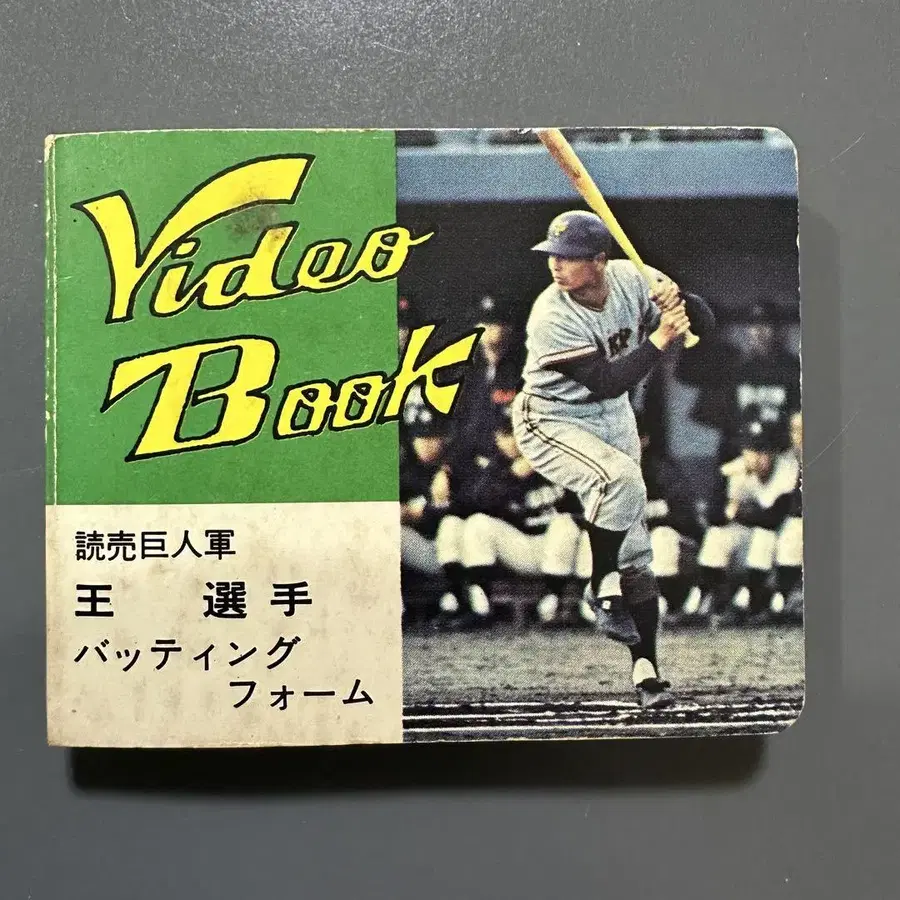 Video
Book
読売巨人軍
王　選手
バッティング
フォーム